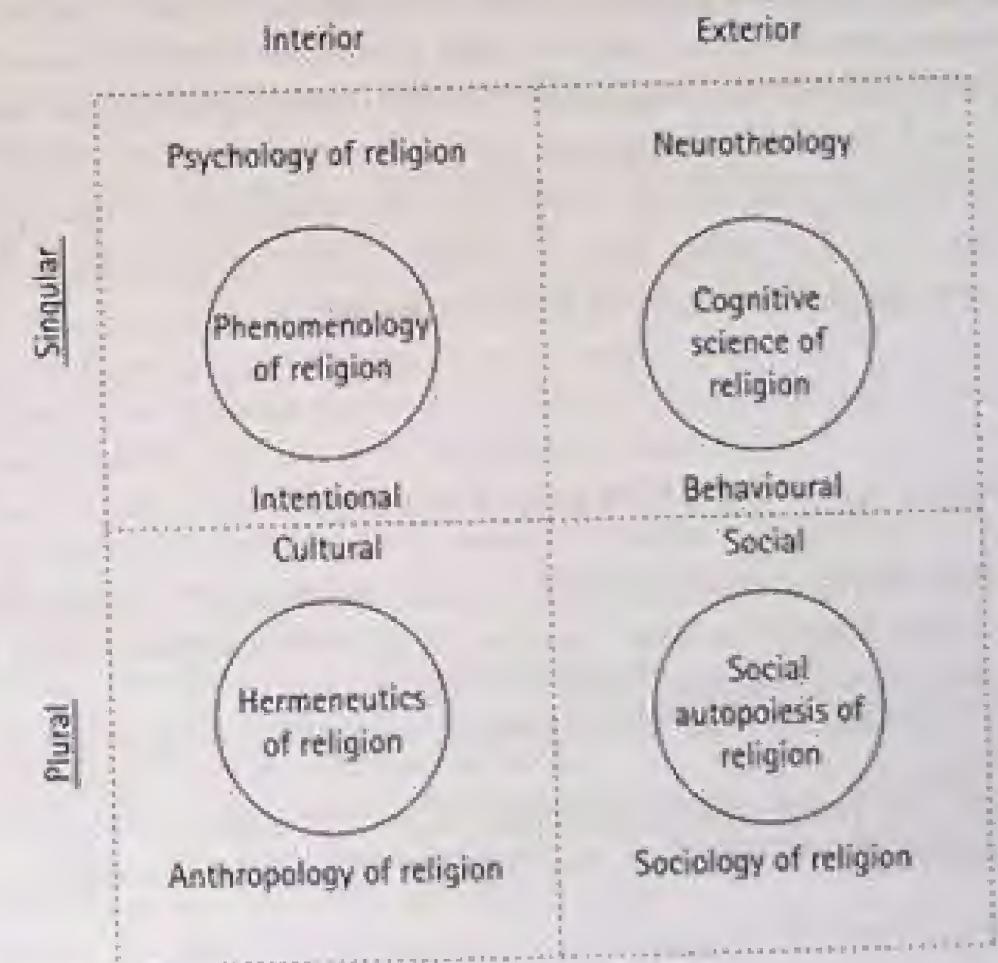 Interior
Exterior
Singular
Psychology of religion
Phenomenology
of religion
Intentional
Neurotheology
Cognitive
science of
religion
Behavioural
Plural
Cultural
Hermeneutics
of religion
Anthropology of religion
Social
Social
autopoiesis of
religion
Sociology of religion